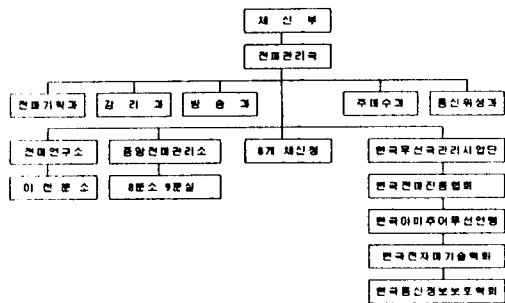 체 신 부
전파관리국
전파기획과 감 리 과 방 송 과 주파수과 통신위성과
전파연구소 중앙전파관리소 8개 체신청 한국무선국관리사업단
이 천 분 소 8분소 9분실 한국전파진흥협회
한국아마추어무선연맹
한국전자파기술학회
한국통신정보보호학회